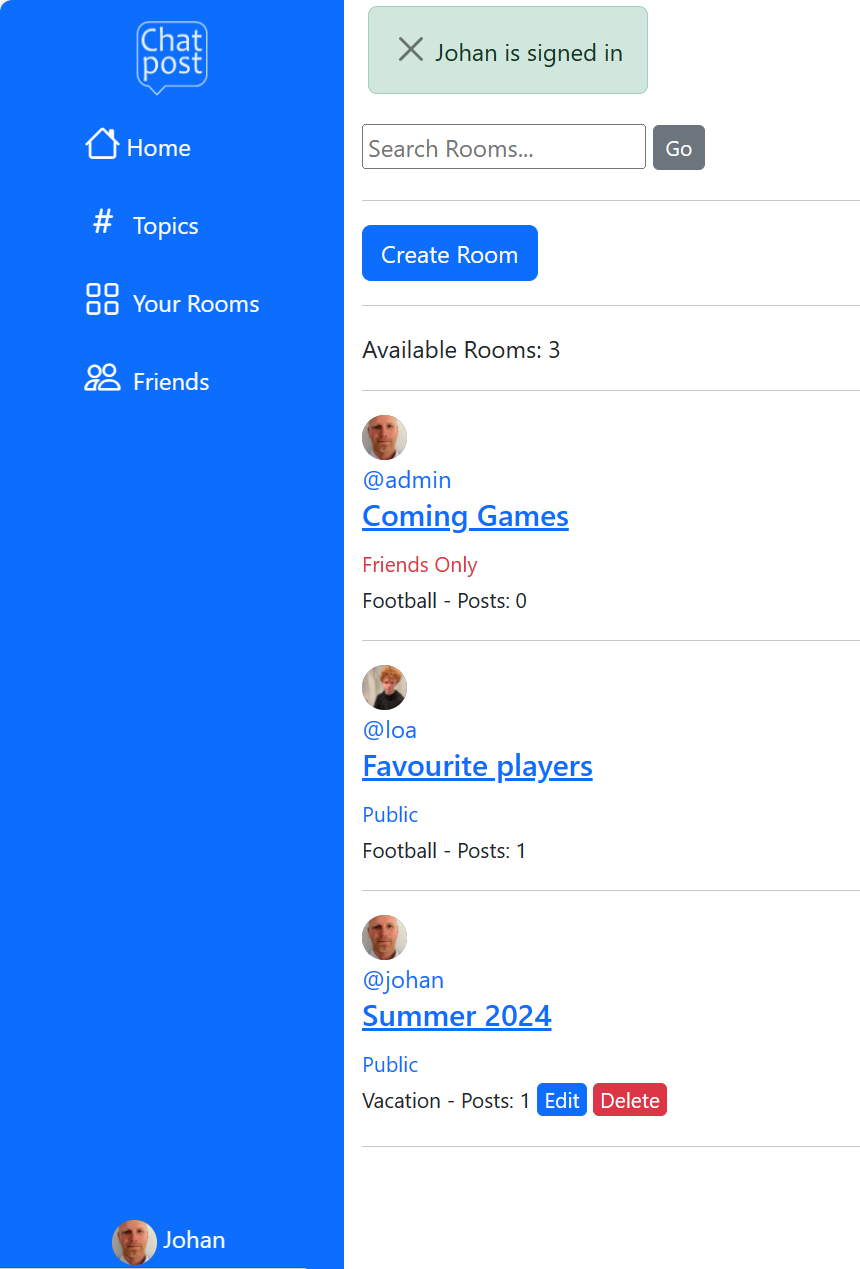 Chat
post
Home
# Topics
Your Rooms
Friends
Johan
Johan is signed in
Search Rooms...
Go
Create Room
Available Rooms: 3
@admin
Coming Games
Friends Only
Football - Posts: 0
@loa
Favourite players
Public
Football - Posts: 1
@johan
Summer 2024
Public
Vacation - Posts: 1 Edit Delete